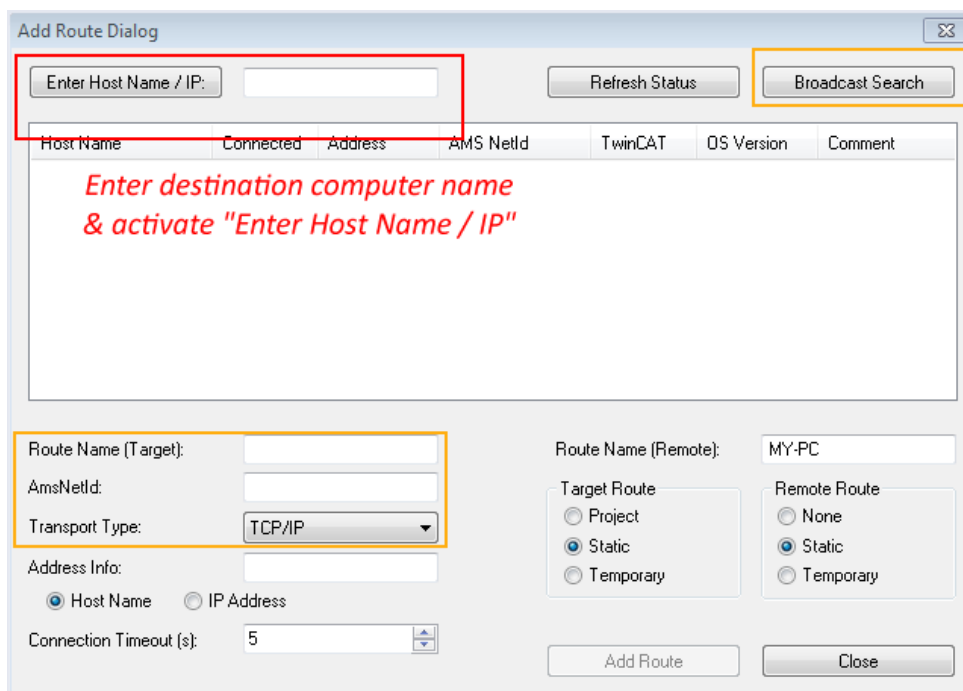 Add Route Dialog
Enter Host Name / IP:
Refresh Status
Broadcast Search
Host Name Connected Address AMS NetId TwinCAT OS Version Comment
Enter destination computer name
& activate "Enter Host Name / IP"
Route Name (Target):
AmsNetId:
Transport Type: TCP/IP
Address Info:
Host Name IP Address
Connection Timeout (s): 5
Route Name (Remote): MY-PC
Target Route
Project
Static
Temporary
Remote Route
None
Static
Temporary
Add Route
Close